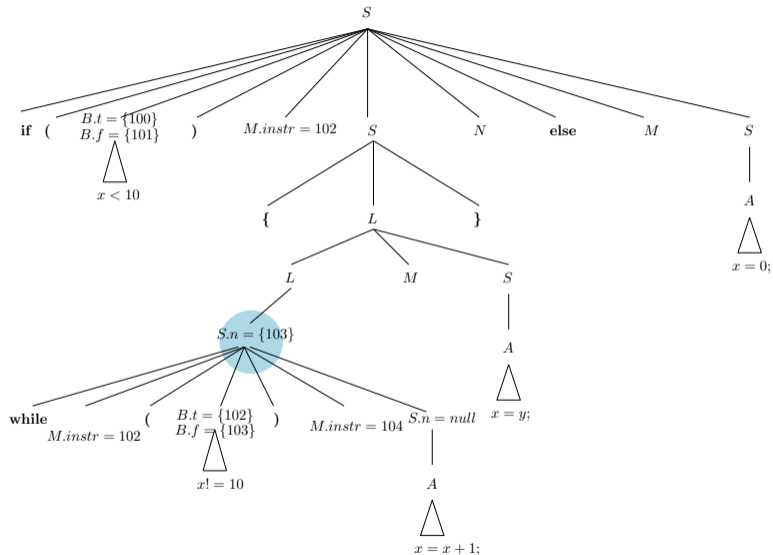 S
if ( B.t = {100} ) M.instr = 102 S N else M S
B.f = {101}
x < 10
A
{ L }
x = 0;
L M S
S.n = {103}
A
while M.instr = 102 ( B.t = {102} ) M.instr = 104 S.n = null
B.f = {103}
x = y;
x! = 10
A
x = x + 1;